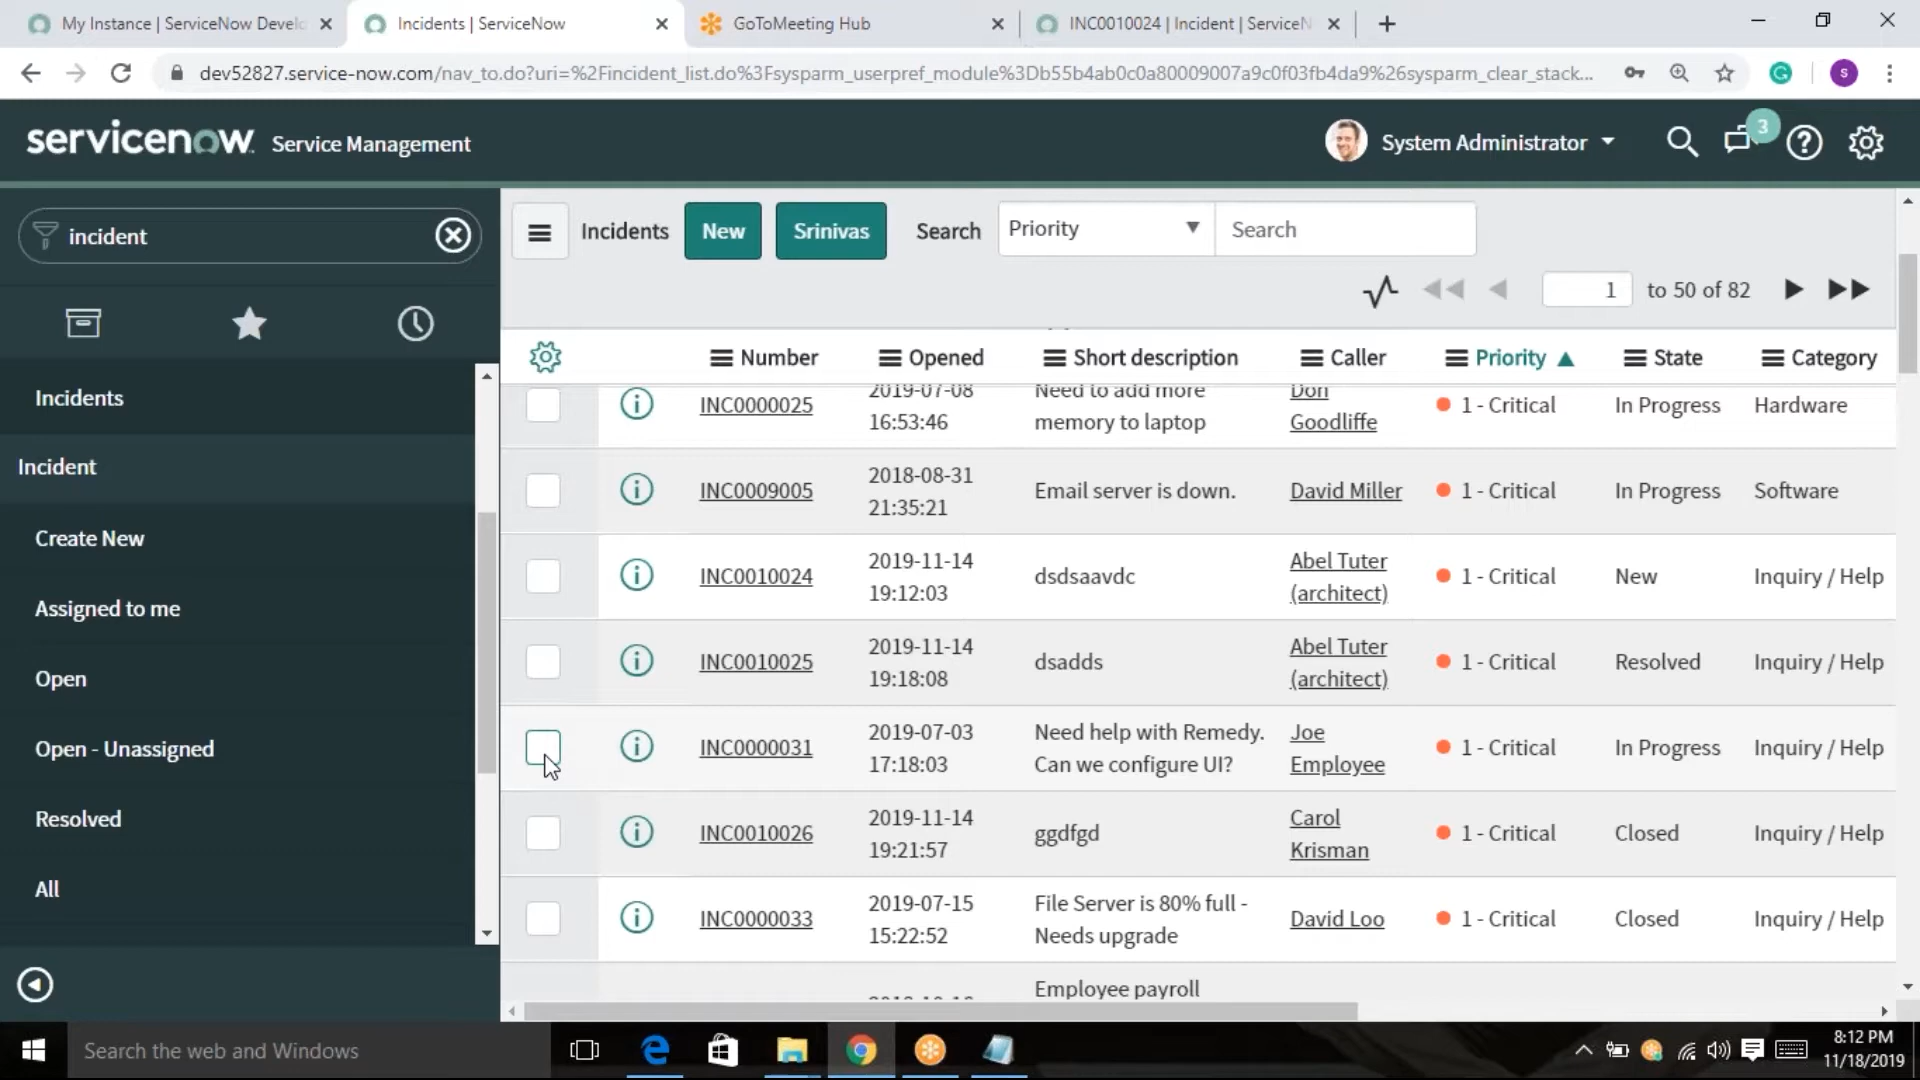 My Instance | ServiceNow Develo
Incidents | ServiceNow
GoToMeeting Hub
INC0010024 | Incident | ServiceN
dev52827.service-now.com/nav_to.do?uri=%2Fincident_list.do%3Fsysparm_userpref_module%3Db55b4ab0c0a80009007a9c0f03fb4da9%26sysparm_clear_stack...
S
servicenow Service Management
System Administrator
3
incident
Incidents New Srinivas Search Priority Search
1 to 50 of 82
Number Opened Short description Caller Priority State Category
Incidents
Incident
Create New
Assigned to me
Open
Open - Unassigned
Resolved
All
INC0000025 2019-07-08 16:53:46 Need to add more memory to laptop Don Goodliffe 1 - Critical In Progress Hardware
INC0009005 2018-08-31 21:35:21 Email server is down. David Miller 1 - Critical In Progress Software
INC0010024 2019-11-14 19:12:03 dsdsaavdc Abel Tuter (architect) 1 - Critical New Inquiry / Help
INC0010025 2019-11-14 19:18:08 dsadds Abel Tuter (architect) 1 - Critical Resolved Inquiry / Help
INC0000031 2019-07-03 17:18:03 Need help with Remedy. Can we configure UI? Joe Employee 1 - Critical In Progress Inquiry / Help
INC0010026 2019-11-14 19:21:57 ggdfgd Carol Krisman 1 - Critical Closed Inquiry / Help
INC0000033 2019-07-15 15:22:52 File Server is 80% full - Needs upgrade David Loo 1 - Critical Closed Inquiry / Help
Employee payroll
Search the web and Windows
8:12 PM
11/18/2019